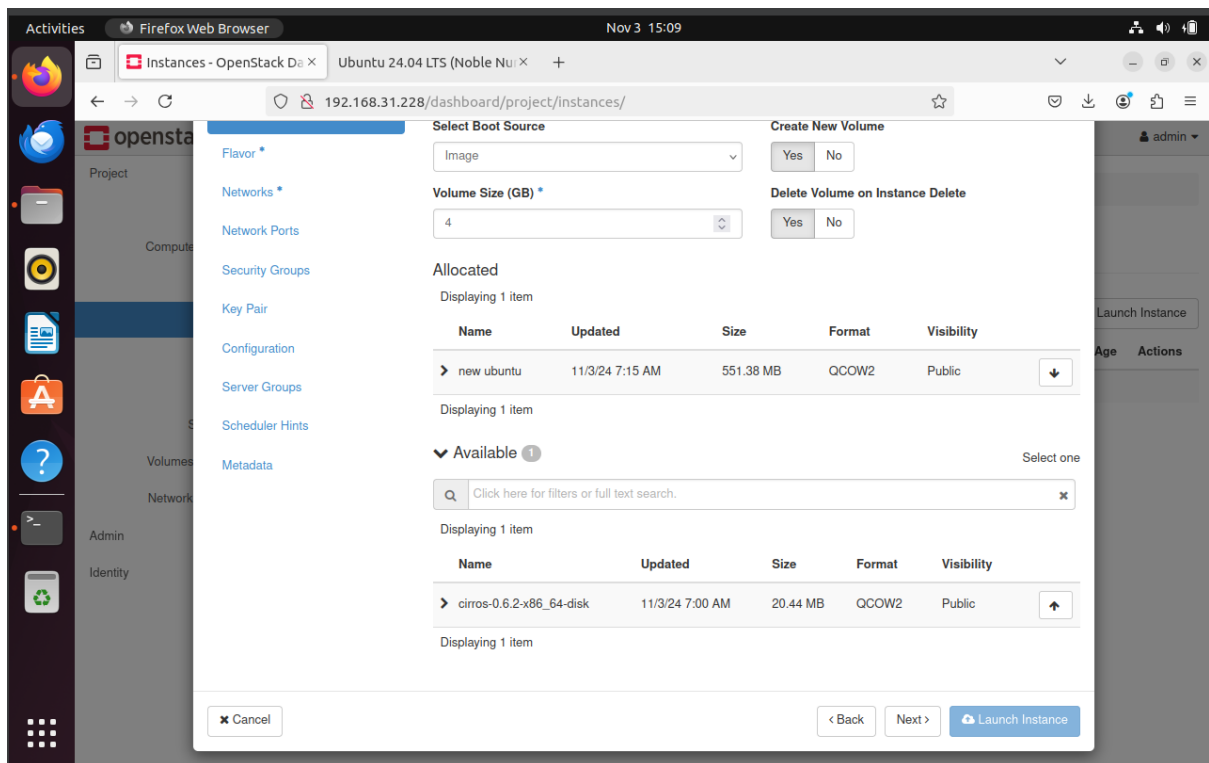 Activities Firefox Web Browser Nov 3 15:09
Instances - OpenStack Da × Ubuntu 24.04 LTS (Noble Nu ×
192.168.31.228/dashboard/project/instances/
opensta admin
Project
Compute
Volumes
Network
Admin
Identity
Flavor *
Networks *
Network Ports
Security Groups
Key Pair
Configuration
Server Groups
Scheduler Hints
Metadata
Select Boot Source Create New Volume
Image Yes No
Volume Size (GB) * Delete Volume on Instance Delete
4 Yes No
Allocated
Displaying 1 item
Name Updated Size Format Visibility
new ubuntu 11/3/24 7:15 AM 551.38 MB QCOW2 Public
Displaying 1 item
Available 1 Select one
Click here for filters or full text search.
Displaying 1 item
Name Updated Size Format Visibility
cirros-0.6.2-x86_64-disk 11/3/24 7:00 AM 20.44 MB QCOW2 Public
Displaying 1 item
Cancel < Back Next > Launch Instance
Launch Instance
Age Actions